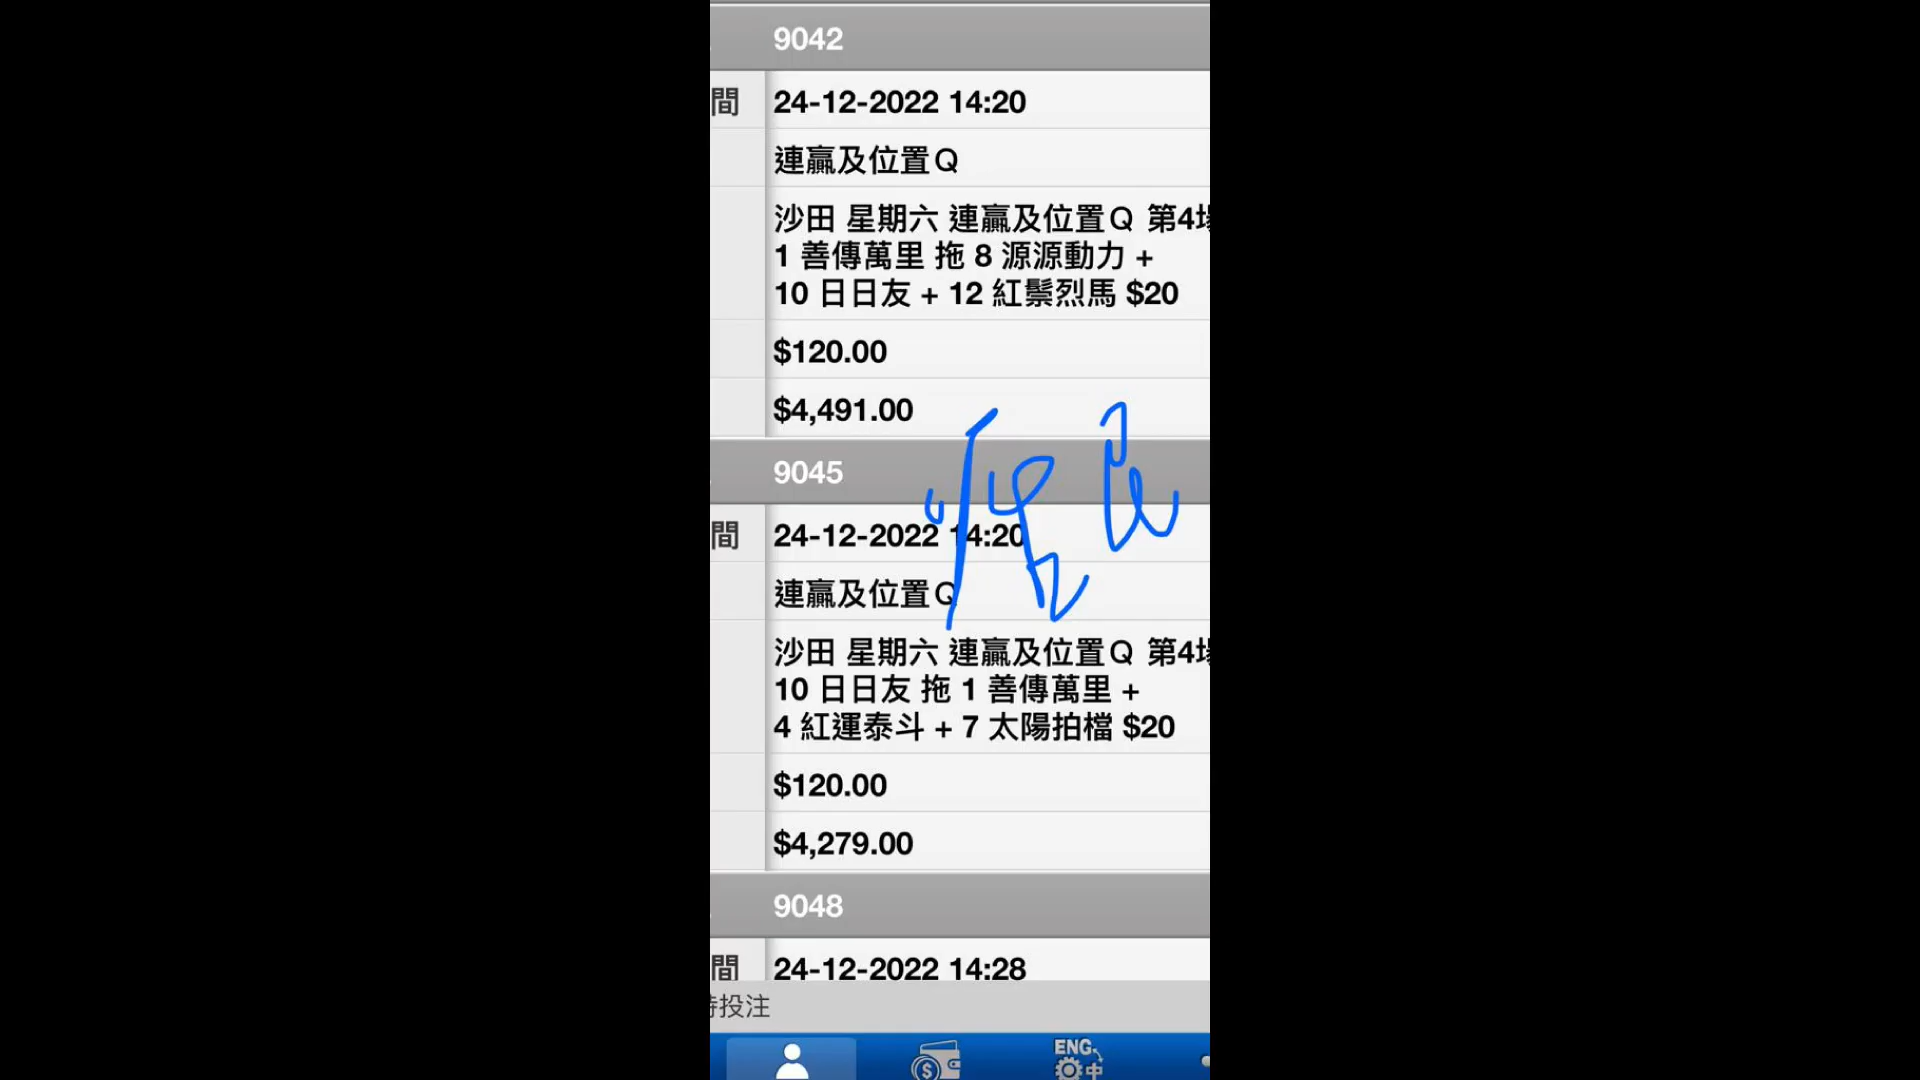 9042
間 24-12-2022 14:20
連贏及位置Q
沙田 星期六 連贏及位置Q 第4場
1 善傳萬里 拖 8 源源動力 +
10 日日友 + 12 紅鬃烈馬 $20
$120.00
$4,491.00
9045
間 24-12-2022 14:20
連贏及位置Q
沙田 星期六 連贏及位置Q 第4場
10 日日友 拖 1 善傳萬里 +
4 紅運泰斗 + 7 太陽拍檔 $20
$120.00
$4,279.00
9048
間 24-12-2022 14:28
時投注
ENG
中